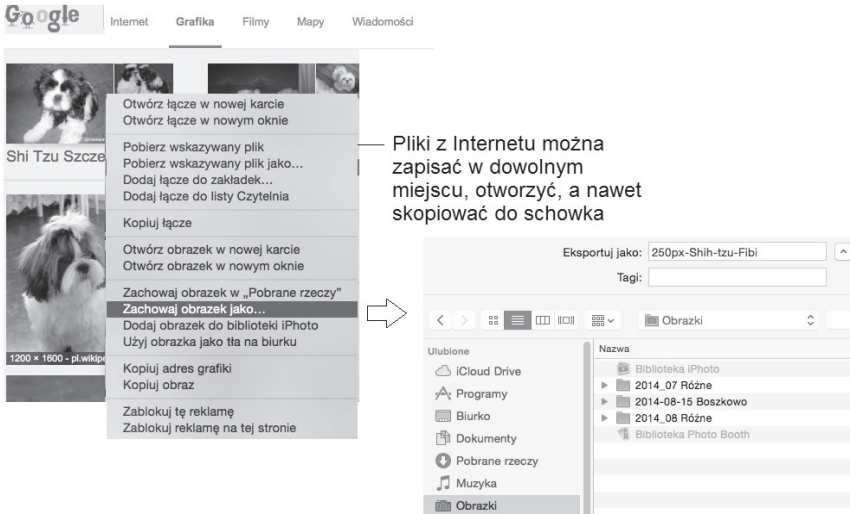 Google
Internet Grafika Filmy Mapy Wiadomości
Shi Tzu Szcze
1200 × 1600 - pl.wikipe
Otwórz łącze w nowej karcie
Otwórz łącze w nowym oknie
Pobierz wskazywany plik
Pobierz wskazywany plik jako...
Dodaj łącze do zakładek...
Dodaj łącze do listy Czytelnia
Kopiuj łącze
Otwórz obrazek w nowej karcie
Otwórz obrazek w nowym oknie
Zachowaj obrazek w „Pobrane rzeczy”
Zachowaj obrazek jako...
Dodaj obrazek do biblioteki iPhoto
Użyj obrazka jako tła na biurku
Kopiuj adres grafiki
Kopiuj obraz
Zablokuj tę reklamę
Zablokuj reklamę na tej stronie
Pliki z Internetu można
zapisać w dowolnym
miejscu, otworzyć, a nawet
skopiować do schowka
Eksportuj jako: 250px-Shih-tzu-Fibi
Tagi:
Obrazki
Ulubione
iCloud Drive
Programy
Biurko
Dokumenty
Pobrane rzeczy
Muzyka
Obrazki
Nazwa
Biblioteka iPhoto
2014_07 Różne
2014-08-15 Boszkowo
2014_08 Różne
Biblioteka Photo Booth